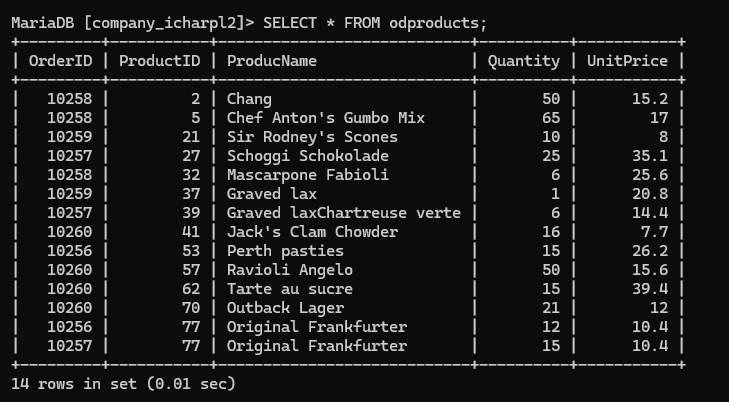 MariaDB [company_icharpl2]> SELECT * FROM odproducts;
+---------+-----------+----------------------------+----------+-----------+
| OrderID | ProductID | ProducName                 | Quantity | UnitPrice |
+---------+-----------+----------------------------+----------+-----------+
|   10258 |         2 | Chang                      |       50 |      15.2 |
|   10258 |         5 | Chef Anton's Gumbo Mix     |       65 |        17 |
|   10259 |        21 | Sir Rodney's Scones        |       10 |         8 |
|   10257 |        27 | Schoggi Schokolade         |       25 |      35.1 |
|   10258 |        32 | Mascarpone Fabioli         |        6 |      25.6 |
|   10259 |        37 | Graved lax                 |        1 |      20.8 |
|   10257 |        39 | Graved laxChartreuse verte |        6 |      14.4 |
|   10260 |        41 | Jack's Clam Chowder        |       16 |       7.7 |
|   10256 |        53 | Perth pasties              |       15 |      26.2 |
|   10260 |        57 | Ravioli Angelo             |       50 |      15.6 |
|   10260 |        62 | Tarte au sucre             |       15 |      39.4 |
|   10260 |        70 | Outback Lager              |       21 |        12 |
|   10256 |        77 | Original Frankfurter       |       12 |      10.4 |
|   10257 |        77 | Original Frankfurter       |       15 |      10.4 |
+---------+-----------+----------------------------+----------+-----------+
14 rows in set (0.01 sec)